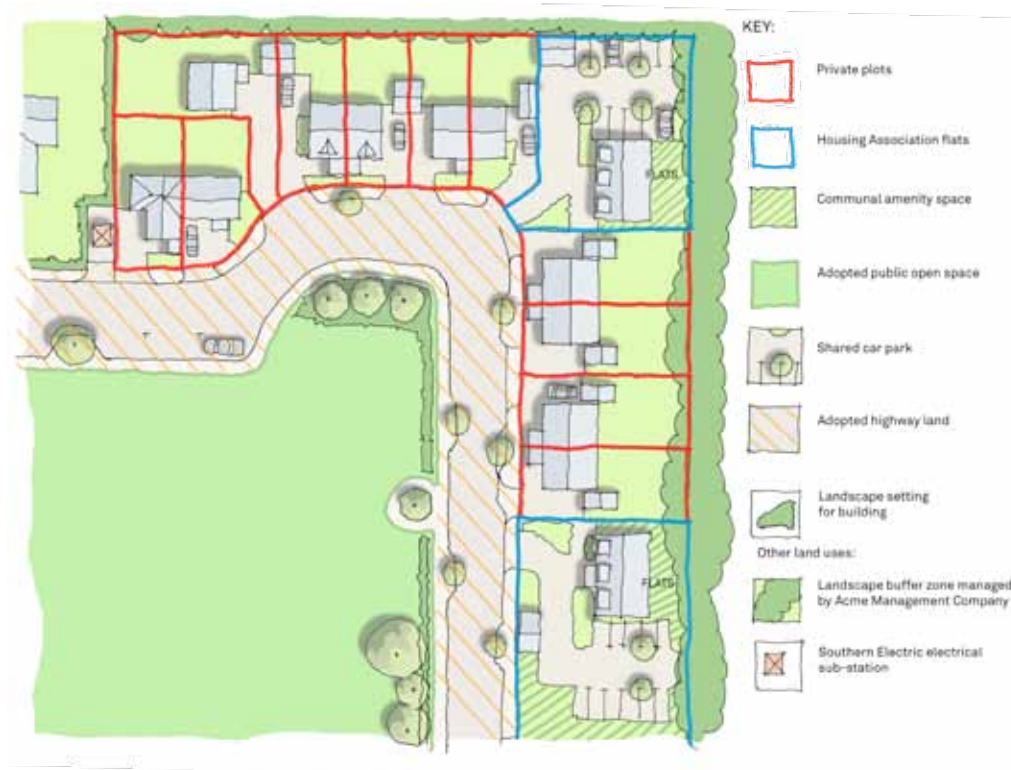 KEY:
Private plots
Housing Association flats
Communal amenity space
Adopted public open space
Shared car park
Adopted highway land
Landscape setting
for building
Other land uses:
Landscape buffer zone managed
by Acme Management Company
Southern Electric electrical
sub-station
FLATS
FLATS